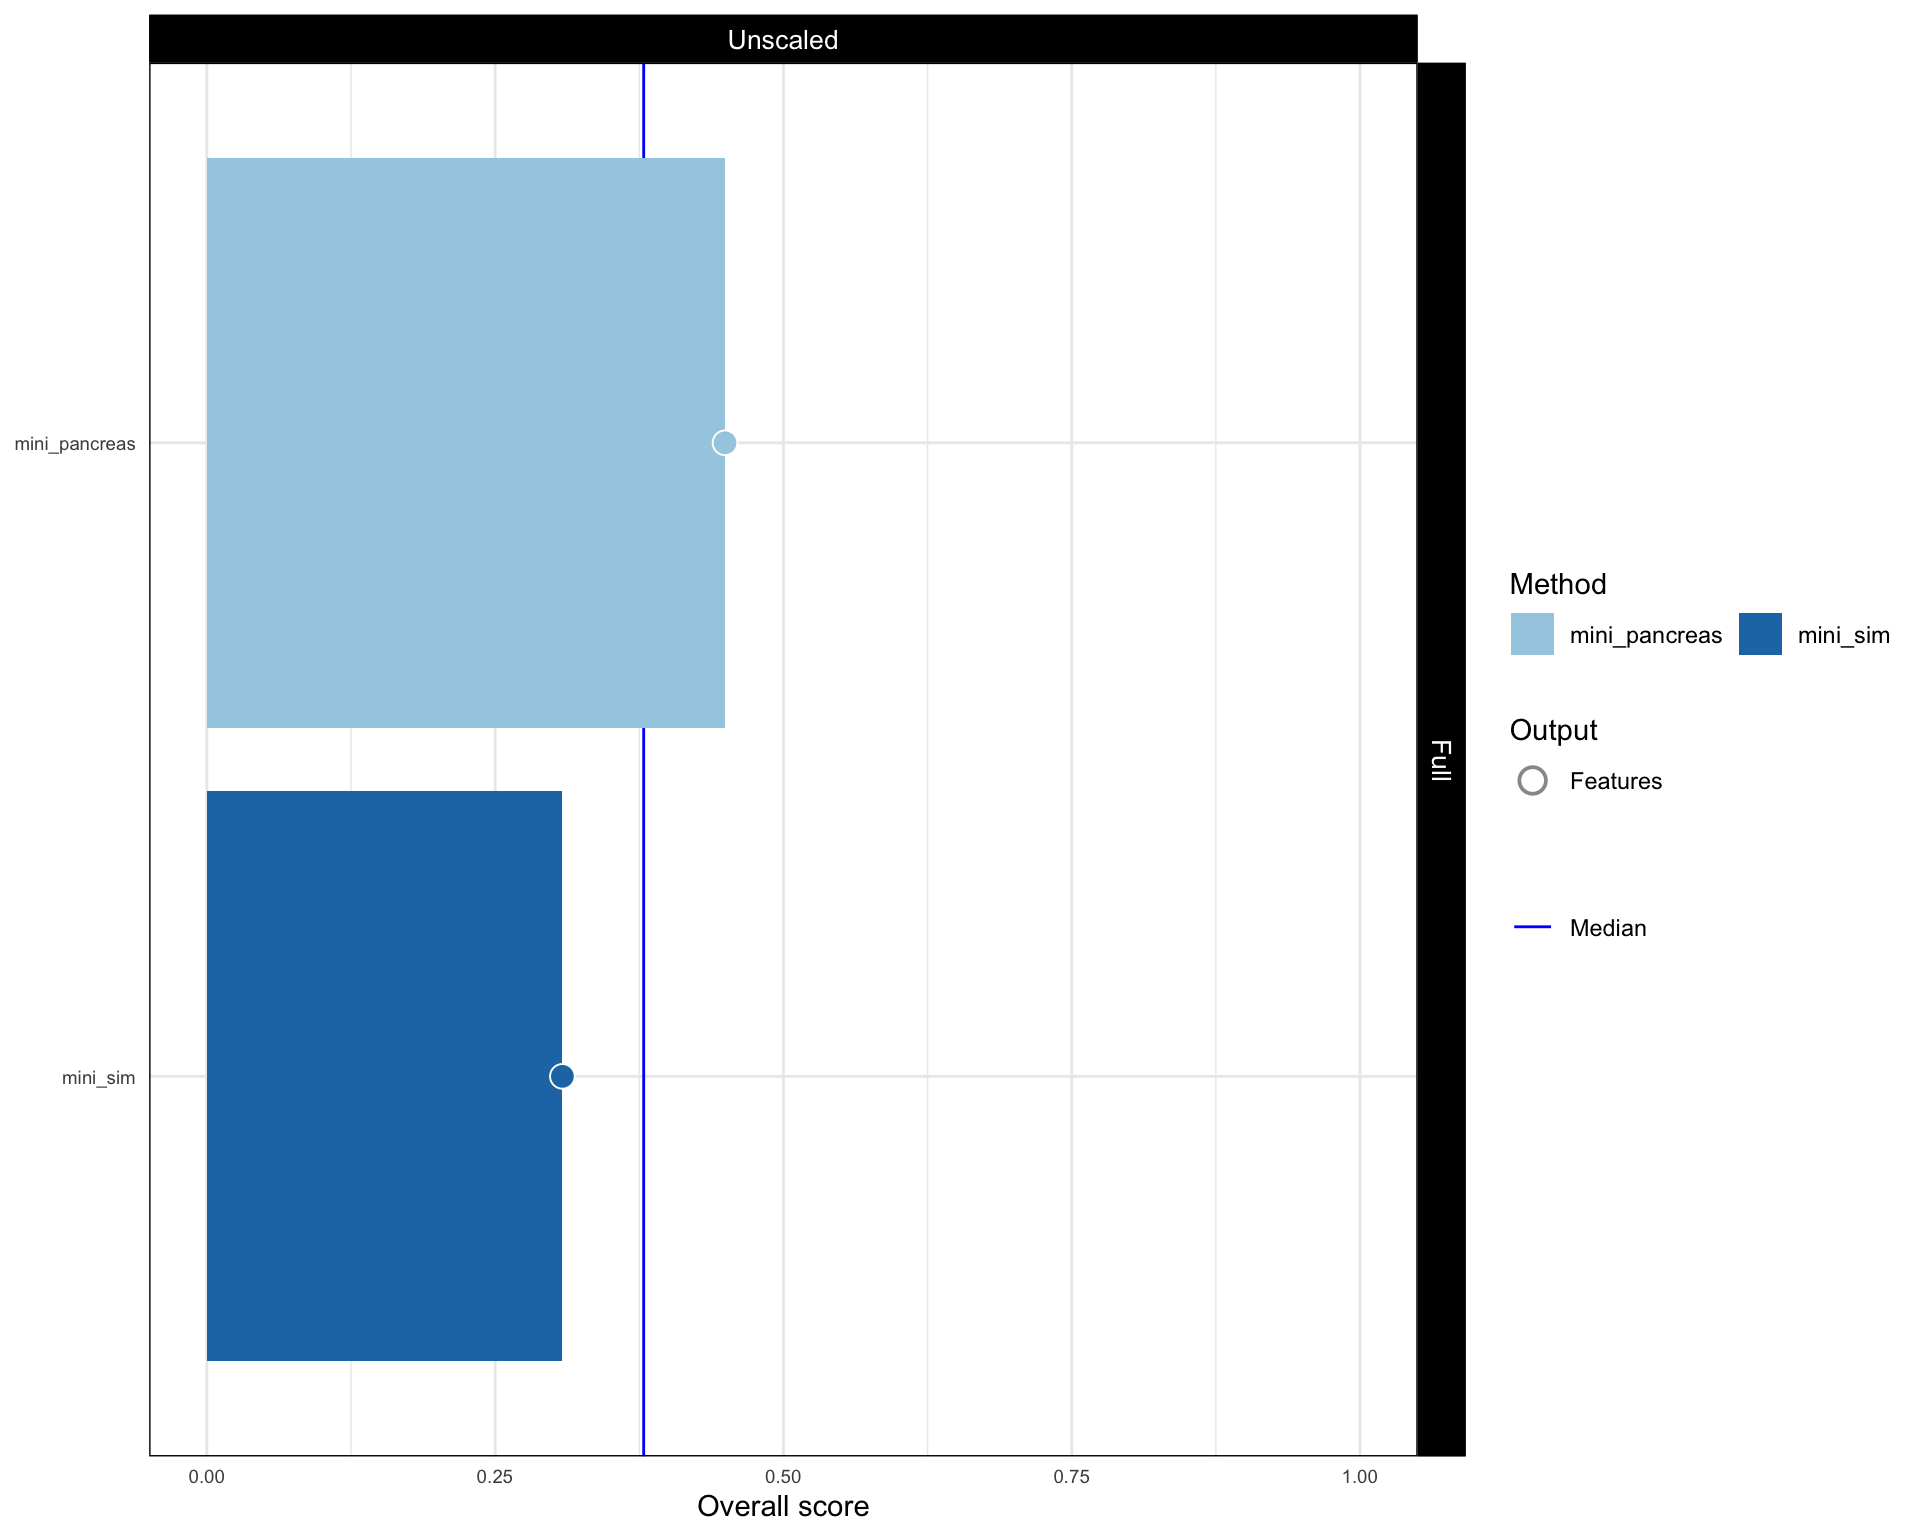 Unscaled
mini_pancreas
mini_sim
Full
0.00 0.25 0.50 0.75 1.00
Overall score
Method
mini_pancreas mini_sim
Output
Features
Median